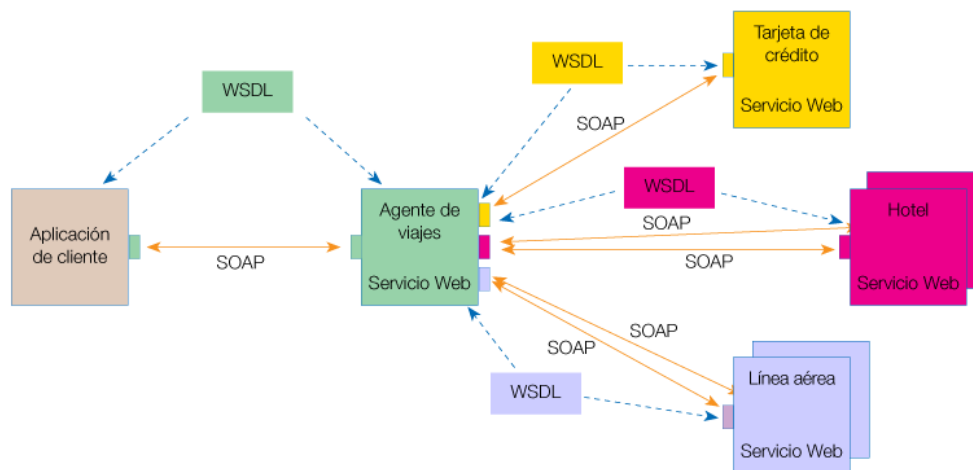 Tarjeta de
crédito
Servicio Web
WSDL
WSDL
SOAP
WSDL
Aplicación
de cliente
SOAP
Agente de
viajes
Servicio Web
SOAP
SOAP
Hotel
Servicio Web
SOAP
SOAP
WSDL
Línea aérea
Servicio Web